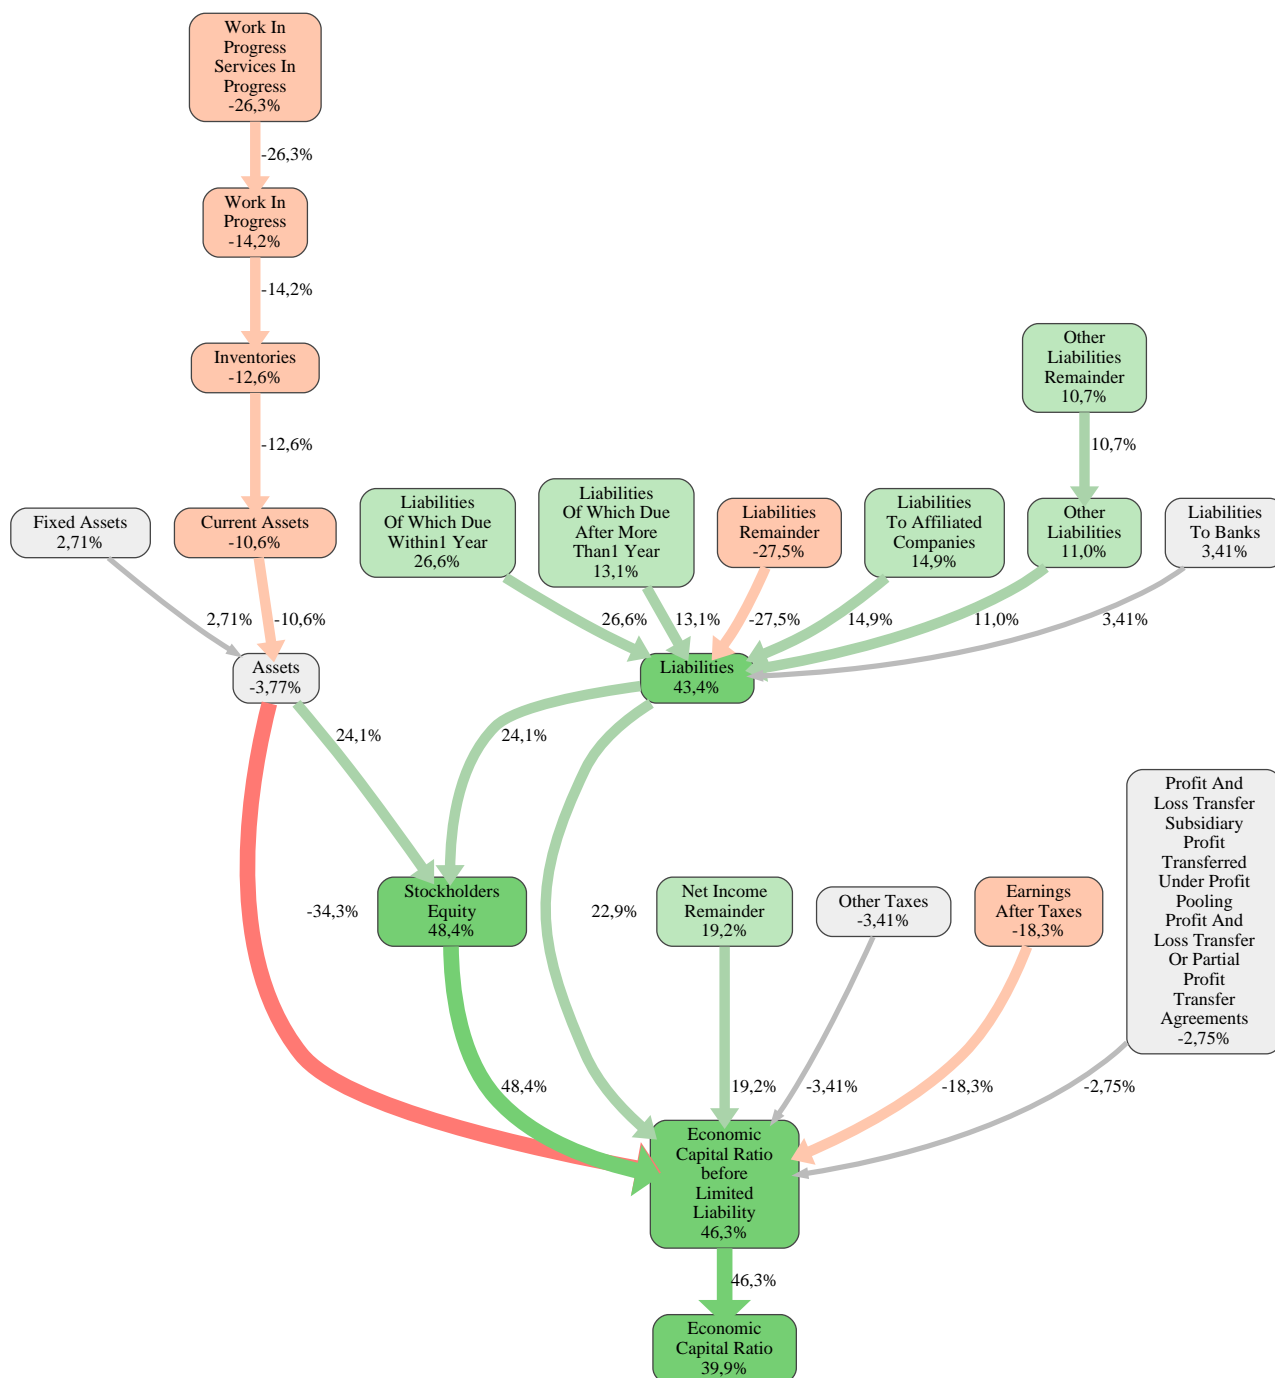 Work In
Progress
Services In
Progress
-26,3%
-26,3%
Work In
Progress
-14,2%
-14,2%
Inventories
-12,6%
-12,6%
Other
Liabilities
Remainder
10,7%
10,7%
Fixed Assets
2,71%
Current Assets
-10,6%
Liabilities
Of Which Due
Within1 Year
26,6%
Liabilities
Of Which Due
After More
Than1 Year
13,1%
Liabilities
Remainder
-27,5%
Liabilities
To Affiliated
Companies
14,9%
Other
Liabilities
11,0%
Liabilities
To Banks
3,41%
2,71%
-10,6%
26,6%
13,1%
-27,5%
14,9%
11,0%
3,41%
Assets
-3,77%
Liabilities
43,4%
24,1%
24,1%
Profit And
Loss Transfer
Subsidiary
Profit
Transferred
Under Profit
Pooling
Profit And
Loss Transfer
Or Partial
Profit
Transfer
Agreements
-2,75%
-34,3%
Stockholders
Equity
48,4%
22,9%
Net Income
Remainder
19,2%
Other Taxes
-3,41%
Earnings
After Taxes
-18,3%
48,4%
19,2%
-3,41%
-18,3%
-2,75%
Economic
Capital Ratio
before
Limited
Liability
46,3%
46,3%
Economic
Capital Ratio
39,9%